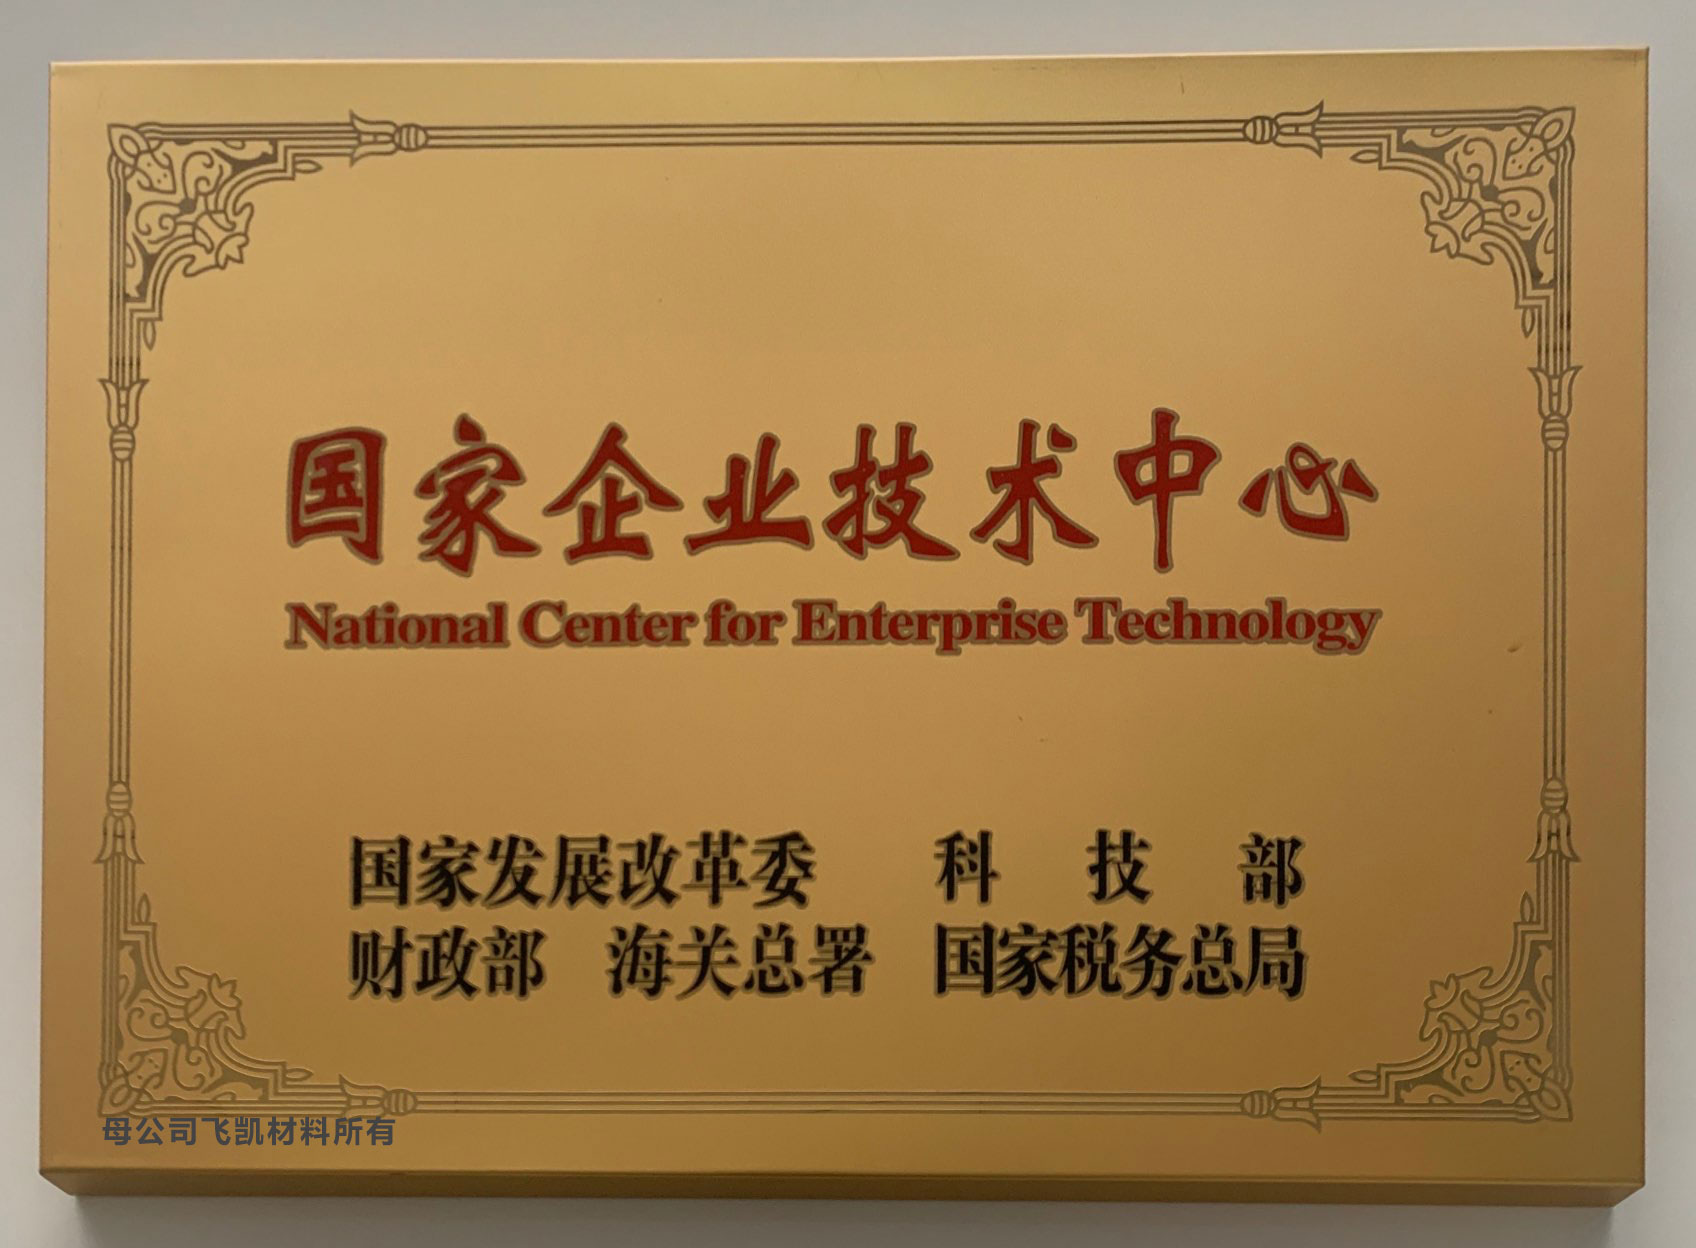 国家企业技术中心
National Center for Enterprise Technology
国家发展改革委 科技部
财政部 海关总署 国家税务总局
母公司飞凯材料所有